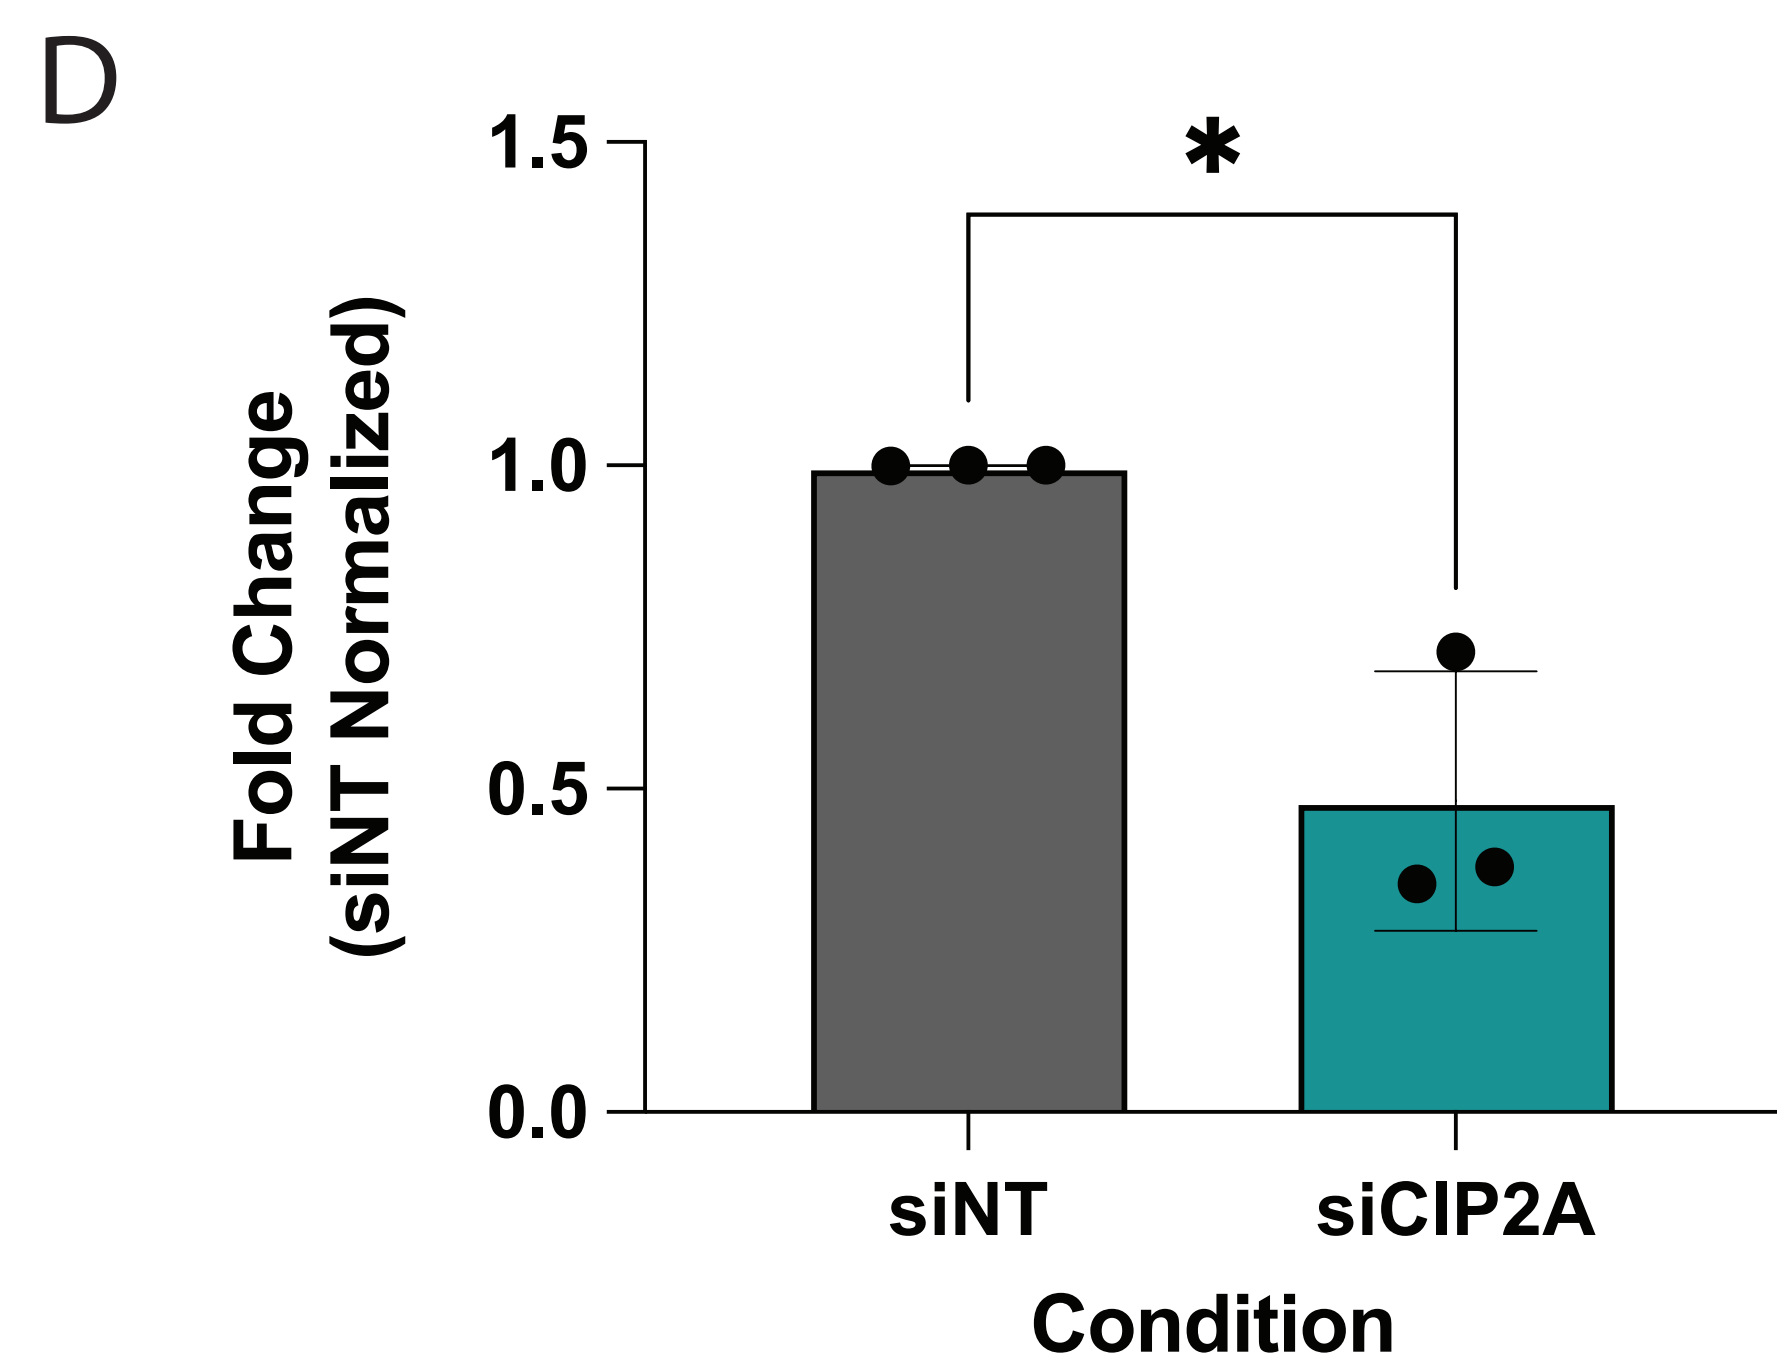 D
1.5
1.0
0.5
0.0
Fold Change
(siNT Normalized)
*
siNT
siCIP2A
Condition